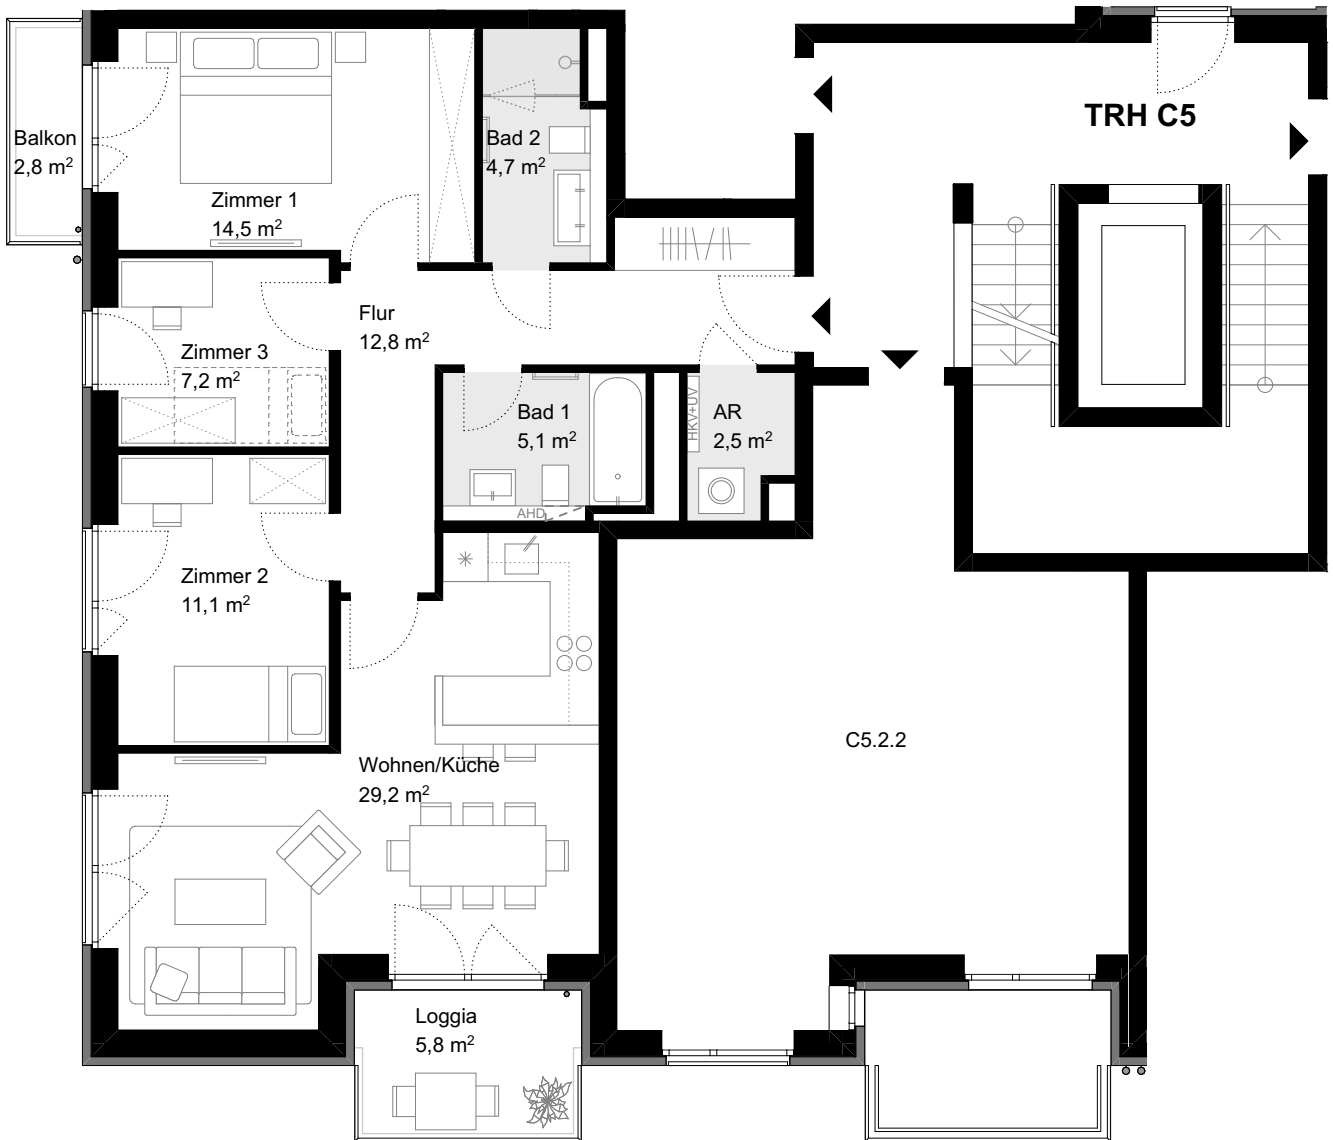 TRH C5
Balkon
2,8 m²
Bad 2
4,7 m²
Zimmer 1
14,5 m²
Flur
12,8 m²
Zimmer 3
7,2 m²
Bad 1
5,1 m²
HKV+UV
AR
2,5 m²
AHD
Zimmer 2
11,1 m²
C5.2.2
Wohnen/Küche
29,2 m²
Loggia
5,8 m²